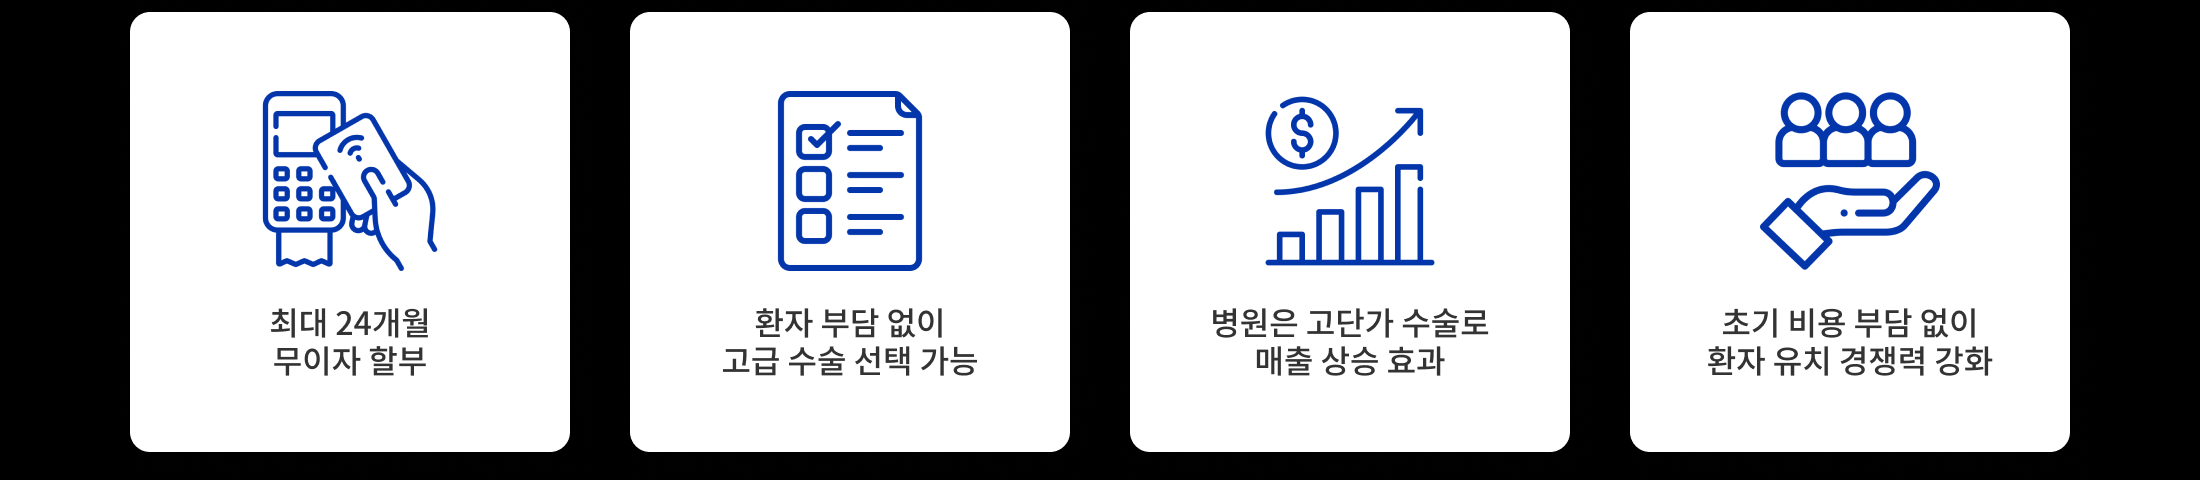 최대 24개월
무이자 할부
환자 부담 없이
고급 수술 선택 가능
병원은 고단가 수술로
매출 상승 효과
초기 비용 부담 없이
환자 유치 경쟁력 강화